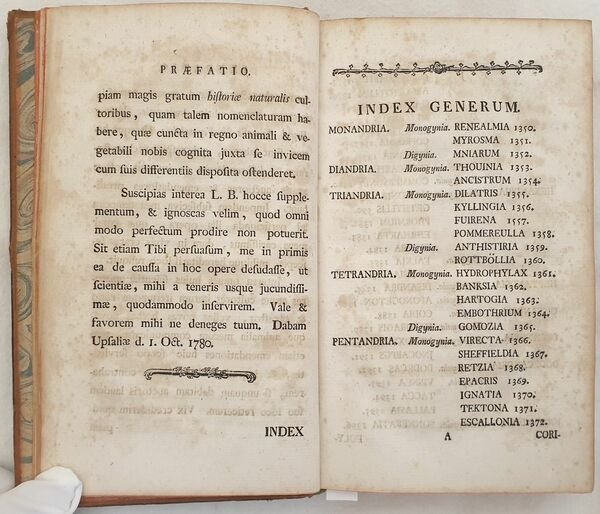 PRÆFATIO.
piam magis gratum hiſtoriæ naturalis cul-
toribus, quam talem nomenclaturam ha-
bere, quæ cuncta in regno animali & ve-
getabili nobis cognita juxta ſe invicem
cum ſuis differentiis diſpoſita oſtenderet.
Suscipias interea L. B. hocce ſupple-
mentum, & ignoscas velim, quod omni
modo perfectum prodire non potuerit.
Sit etiam Tibi perſuaſum, me in primis
ea de cauſſa in hoc opere deſudaſſe, ut
ſcientiæ, mihi a teneris usque jucundiſſi-
mæ, quodammodo inſervirem. Vale &
favorem mihi ne deneges tuum. Dabam
Upſaliæ d. 1. Oct. 1780.
INDEX
INDEX GENERUM.
MONANDRIA. Monogynia. RENEALMIA 1350.
MYROSMA 1351.
Digynia. MNIARUM 1352.
DIANDRIA. Monogynia. THOUINIA 1353.
ANCISTRUM 1354.
TRIANDRIA. Monogynia. DILATRIS 1355.
KYLLINGIA 1356.
FUIRENA 1557.
POMMEREULLA 1358.
Digynia. ANTHISTIRIA 1359.
ROTTBÖLLIA 1360.
TETRANDRIA. Monogynia. HYDROPHYLAX 1361.
BANKSIA 1362.
HARTOGIA 1363.
EMBOTHRIUM 1364.
Digynia. GOMOZIA 1365.
PENTANDRIA. Monogynia. VIRECTA 1366.
SHEFFIELDIA 1367.
RETZIA 1368.
EPACRIS 1369.
IGNATIA 1370.
TEKTONA 1371.
ESCALLONIA 1372.
A CORI-